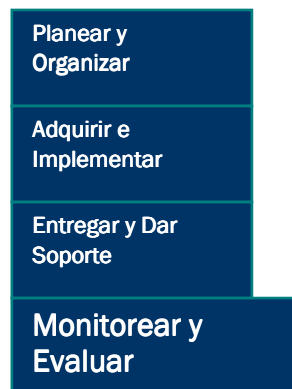 Planear y
Organizar
Adquirir e
Implementar
Entregar y Dar
Soporte
Monitorear y
Evaluar